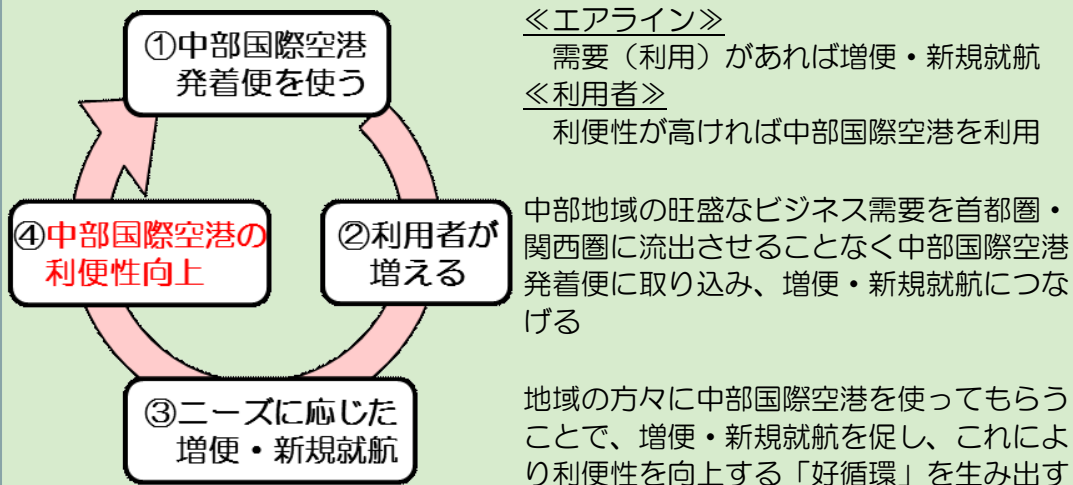 ①中部国際空港
発着便を使う
②利用者が
増える
③ニーズに応じた
増便・新規就航
④中部国際空港の
利便性向上
≪エアライン≫
需要（利用）があれば増便・新規就航
≪利用者≫
利便性が高ければ中部国際空港を利用
中部地域の旺盛なビジネス需要を首都圏・
関西圏に流出させることなく中部国際空港
発着便に取り込み、増便・新規就航につな
げる
地域の方々に中部国際空港を使ってもらう
ことで、増便・新規就航を促し、これによ
り利便性を向上する「好循環」を生み出す